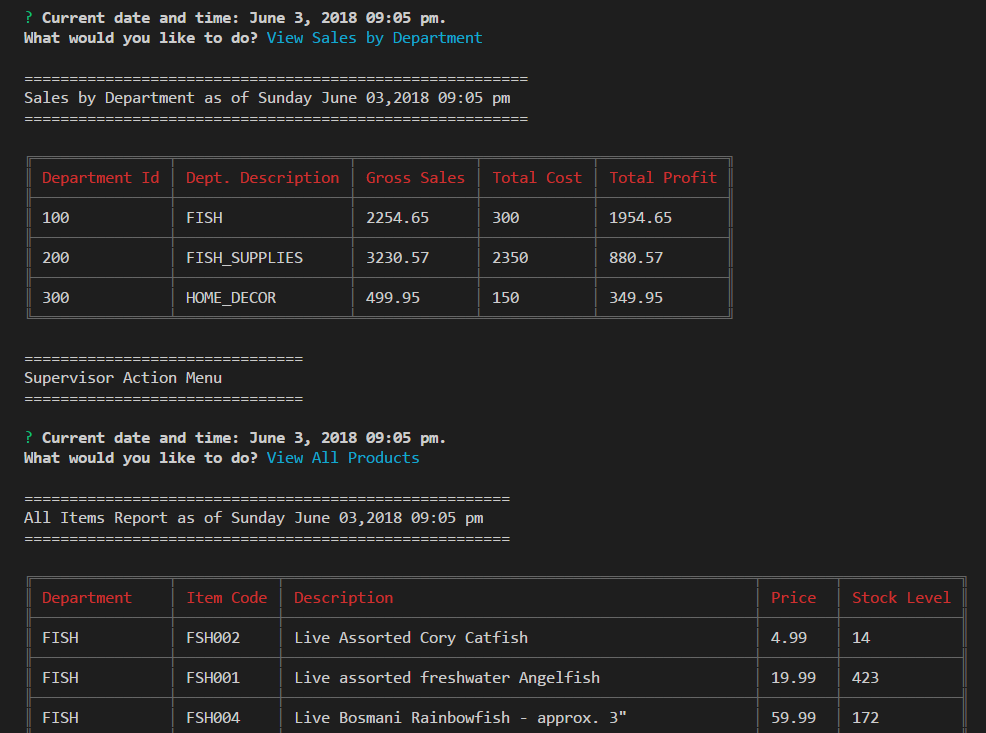 ? Current date and time: June 3, 2018 09:05 pm.
What would you like to do? View Sales by Department
========================================================
Sales by Department as of Sunday June 03,2018 09:05 pm
========================================================
Department Id Dept. Description Gross Sales Total Cost Total Profit
100 FISH 2254.65 300 1954.65
200 FISH_SUPPLIES 3230.57 2350 880.57
300 HOME_DECOR 499.95 150 349.95
===============================
Supervisor Action Menu
===============================
? Current date and time: June 3, 2018 09:05 pm.
What would you like to do? View All Products
======================================================
All Items Report as of Sunday June 03,2018 09:05 pm
======================================================
Department Item Code Description Price Stock Level
FISH FSH002 Live Assorted Cory Catfish 4.99 14
FISH FSH001 Live assorted freshwater Angelfish 19.99 423
FISH FSH004 Live Bosmani Rainbowfish - approx. 3" 59.99 172